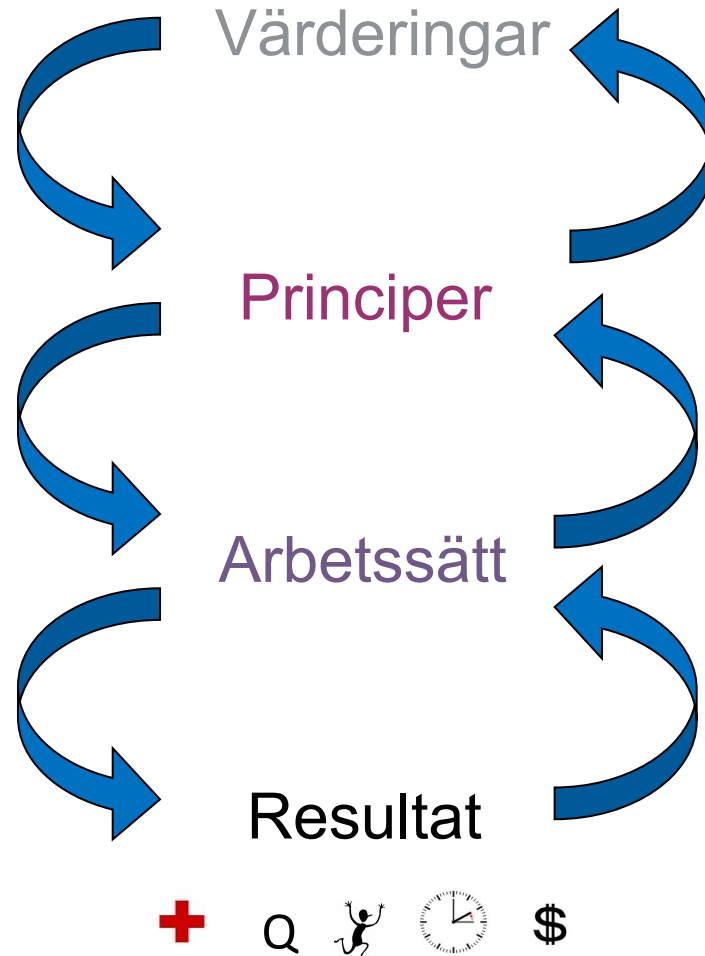 Värderingar
Principer
Arbetssätt
Resultat
Q $